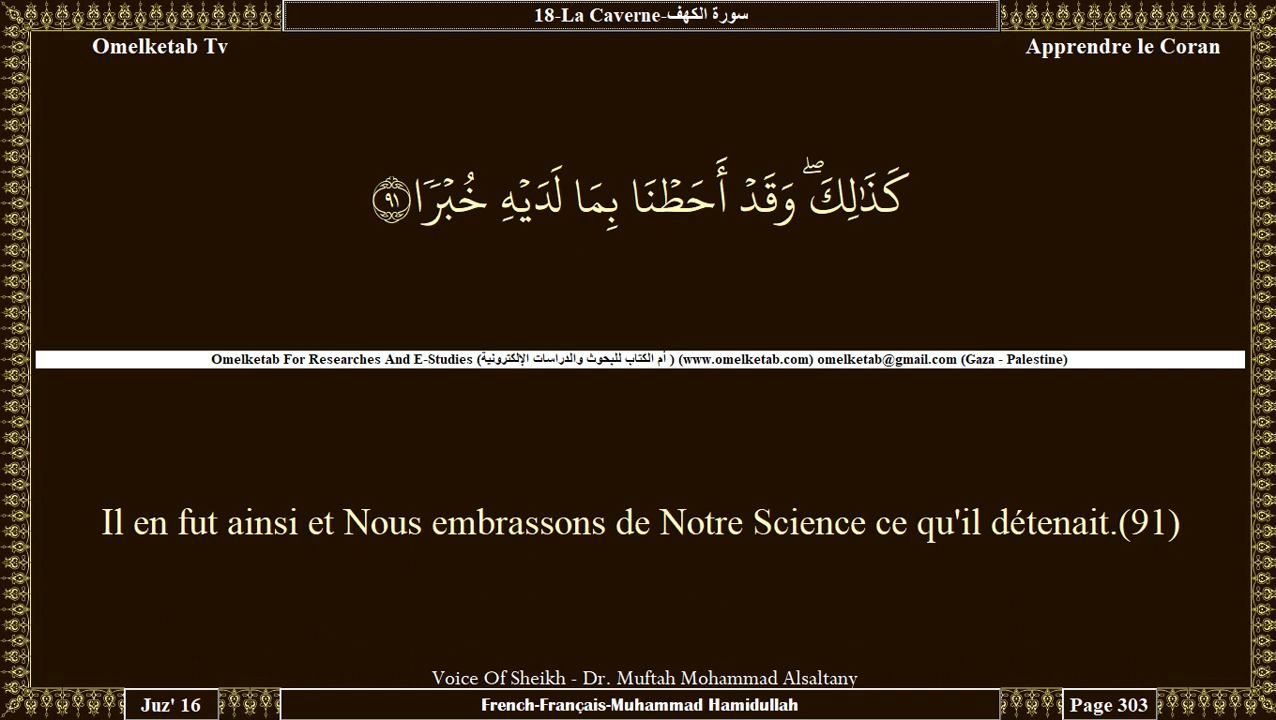 18-La Caverne-سورة الكهف
Omelketab Tv
Apprendre le Coran
كَذَٰلِكَۖ وَقَدۡ أَحَطۡنَا بِمَا لَدَيۡهِ خُبۡرٗا ٩١
Omelketab For Researches And E-Studies (أم الكتاب للبحوث والدراسات الإلكترونية ) (www.omelketab.com) omelketab@gmail.com (Gaza - Palestine)
Il en fut ainsi et Nous embrassons de Notre Science ce qu'il détenait.(91)
Voice Of Sheikh - Dr. Muftah Mohammad Alsaltany
Juz' 16
French-Français-Muhammad Hamidullah
Page 303